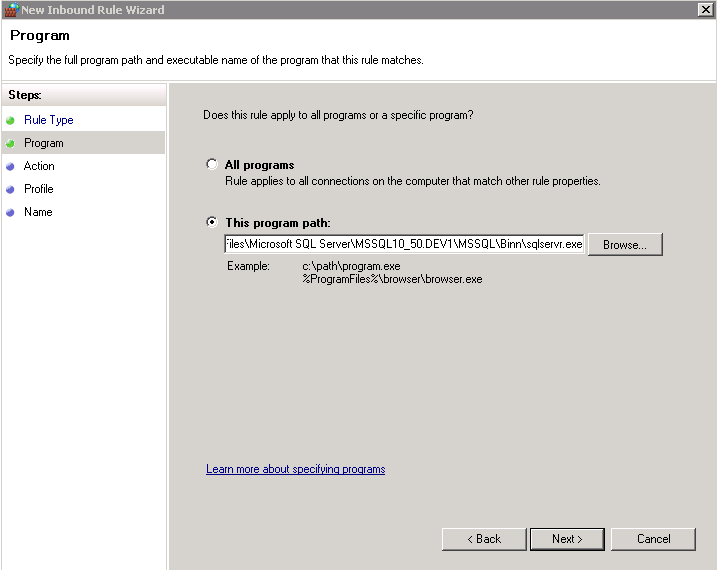 New Inbound Rule Wizard
Program
Specify the full program path and executable name of the program that this rule matches.
Steps:
Rule Type
Program
Action
Profile
Name
Does this rule apply to all programs or a specific program?
All programs
Rule applies to all connections on the computer that match other rule properties.
This program path:
Files\Microsoft SQL Server\MSSQL10_50.DEV1\MSSQL\Binn\sqlservr.exe
Browse...
Example:
c:\path\program.exe
%ProgramFiles%\browser\browser.exe
Learn more about specifying programs
< Back
Next >
Cancel